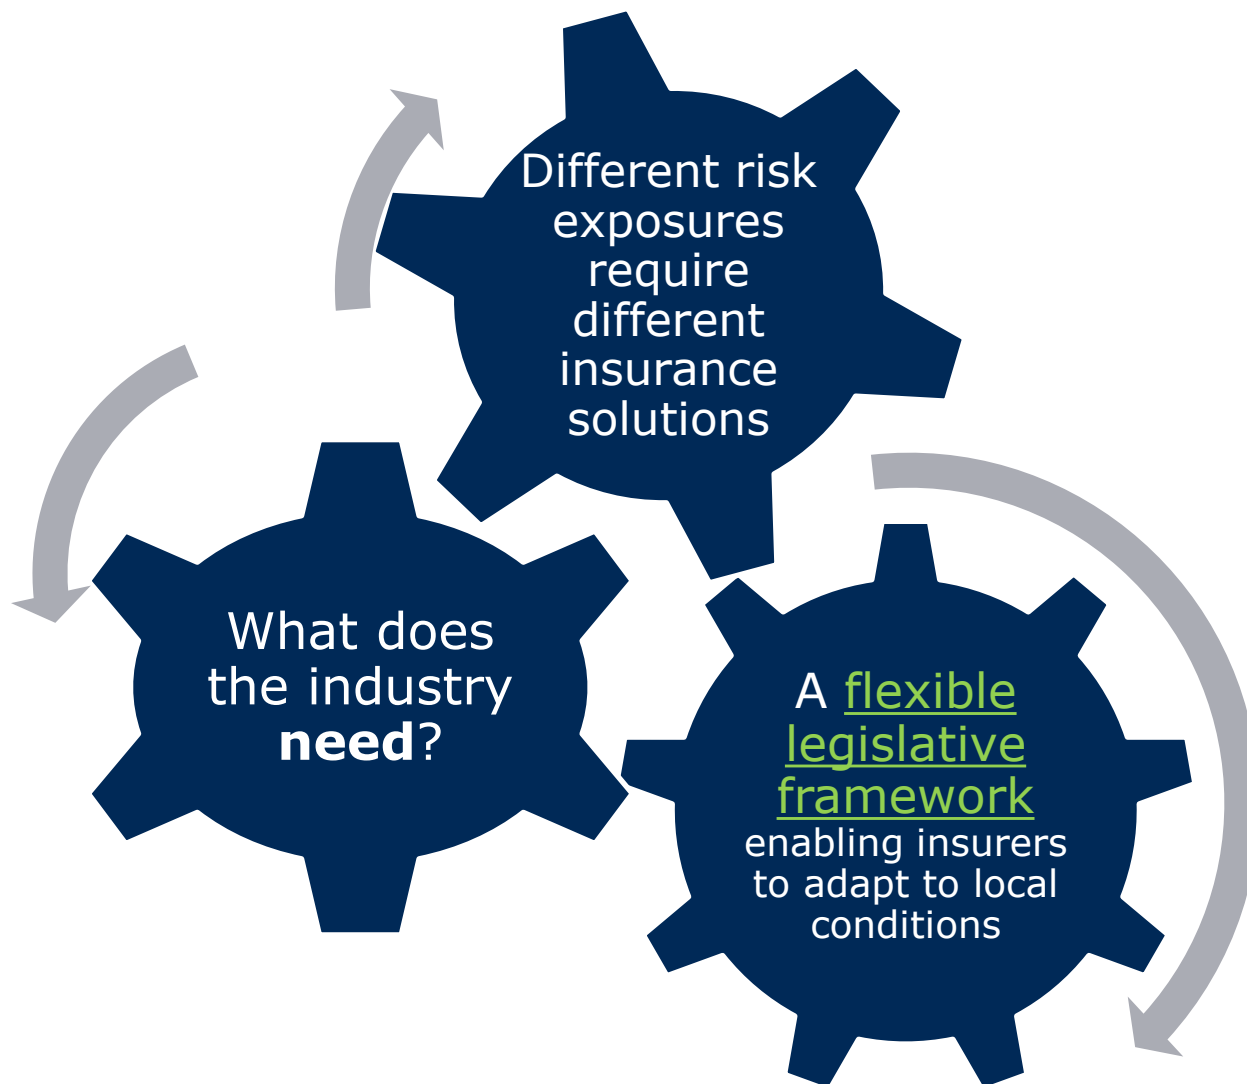 Different risk
exposures
require
different
insurance
solutions
What does
the industry
need?
A flexible
legislative
framework
enabling insurers
to adapt to local
conditions